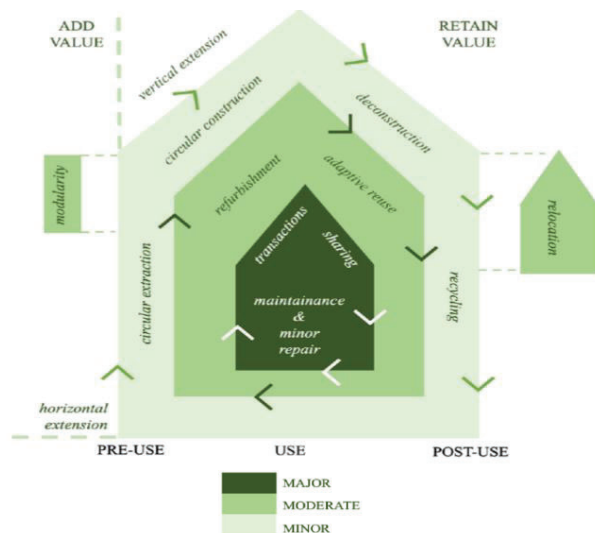 ADD
VALUE
RETAIN
VALUE
vertical extension
circular construction
deconstruction
refurbishment
adaptive reuse
modularity
relocation
transactions
sharing
circular extraction
maintainance
&
minor
repair
recycling
horizontal
extension
PRE-USE
USE
POST-USE
MAJOR
MODERATE
MINOR